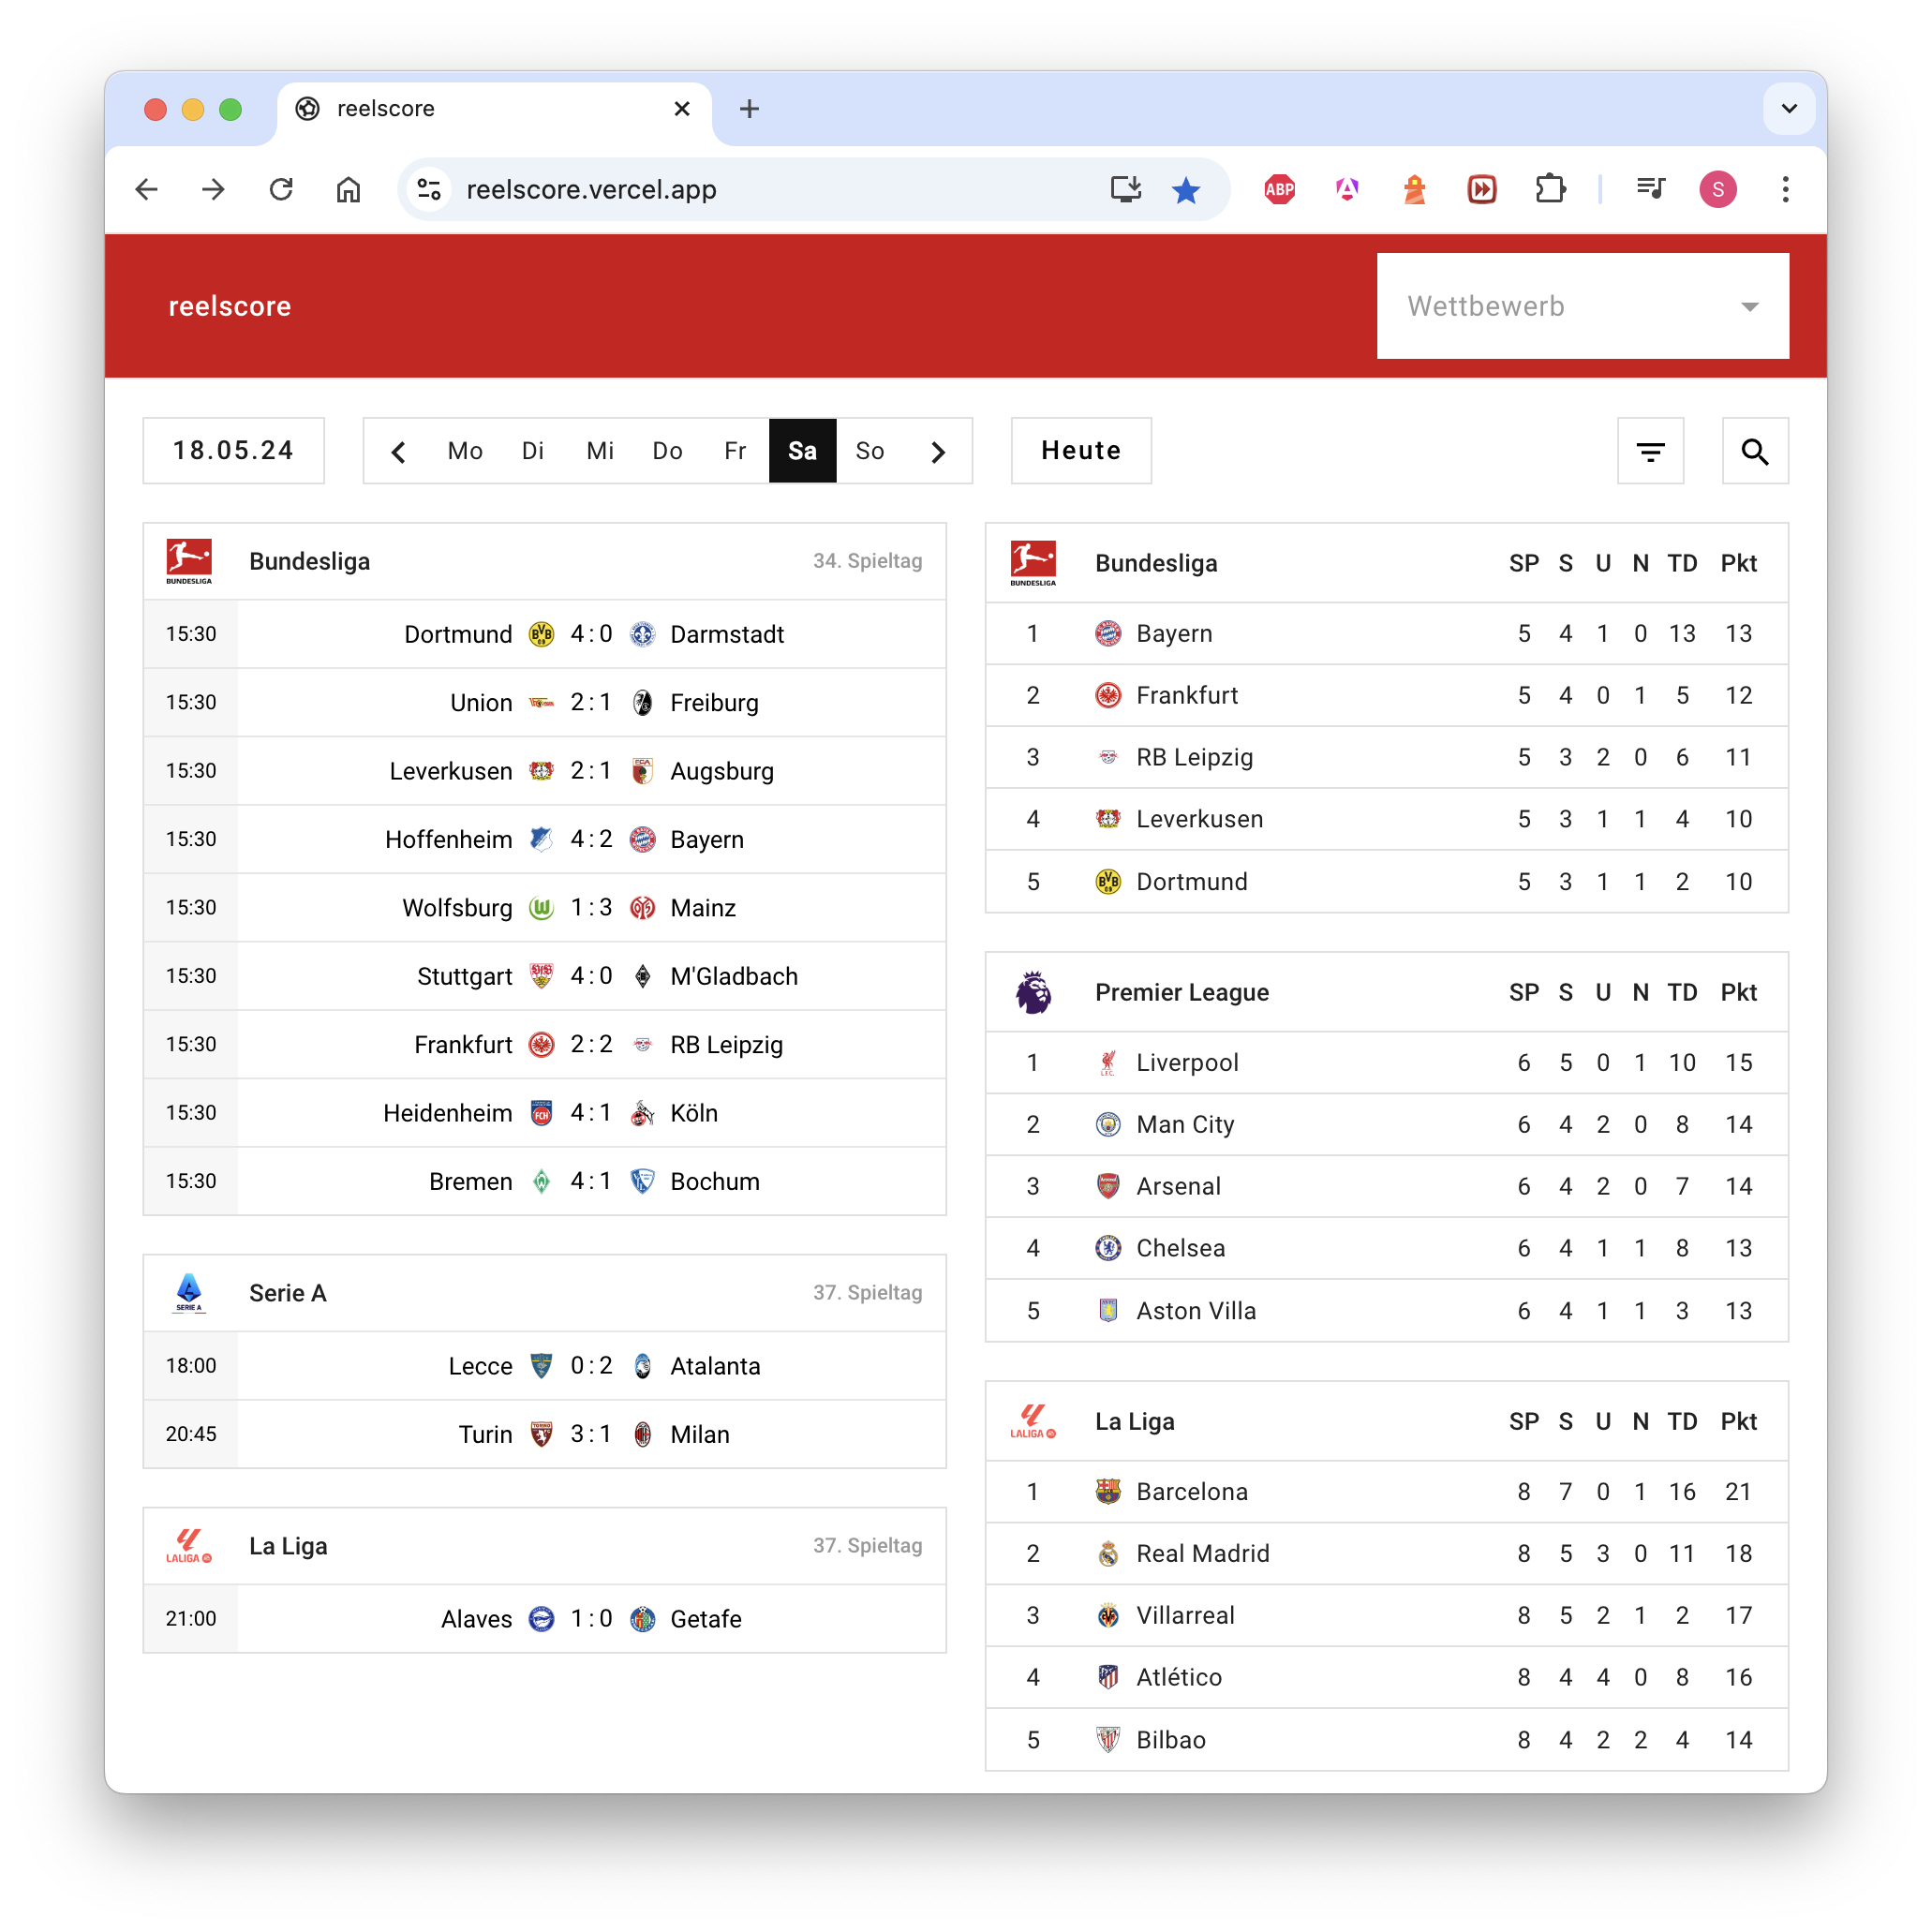 reelscore
reelscore.vercel.app
ABP
S
reelscore
Wettbewerb
18.05.24
Mo Di Mi Do Fr Sa So
Heute
BUNDESLIGA
Bundesliga 34. Spieltag
15:30 Dortmund 4:0 Darmstadt
15:30 Union 2:1 Freiburg
15:30 Leverkusen 2:1 Augsburg
15:30 Hoffenheim 4:2 Bayern
15:30 Wolfsburg 1:3 Mainz
15:30 Stuttgart 4:0 M'Gladbach
15:30 Frankfurt 2:2 RB Leipzig
15:30 Heidenheim 4:1 Köln
15:30 Bremen 4:1 Bochum
SERIE A
Serie A 37. Spieltag
18:00 Lecce 0:2 Atalanta
20:45 Turin 3:1 Milan
LALIGA
La Liga 37. Spieltag
21:00 Alaves 1:0 Getafe
BUNDESLIGA
Bundesliga SP S U N TD Pkt
1 Bayern 5 4 1 0 13 13
2 Frankfurt 5 4 0 1 5 12
3 RB Leipzig 5 3 2 0 6 11
4 Leverkusen 5 3 1 1 4 10
5 Dortmund 5 3 1 1 2 10
Premier League SP S U N TD Pkt
1 Liverpool 6 5 0 1 10 15
2 Man City 6 4 2 0 8 14
3 Arsenal 6 4 2 0 7 14
4 Chelsea 6 4 1 1 8 13
5 Aston Villa 6 4 1 1 3 13
LALIGA
La Liga SP S U N TD Pkt
1 Barcelona 8 7 0 1 16 21
2 Real Madrid 8 5 3 0 11 18
3 Villarreal 8 5 2 1 2 17
4 Atlético 8 4 4 0 8 16
5 Bilbao 8 4 2 2 4 14